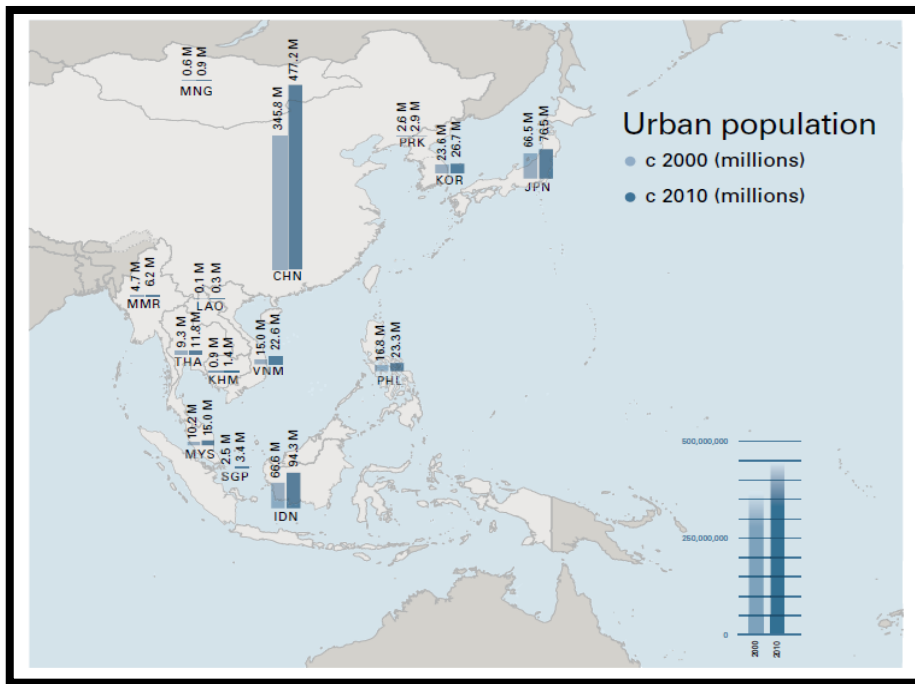 Urban population
c 2000 (millions)
c 2010 (millions)
0.6 M
0.9 M
MNG
345.8 M
477.2 M
CHN
2.6 M
2.9 M
PRK
23.6 M
26.7 M
KOR
66.5 M
76.5 M
JPN
4.7 M
6.2 M
MMR
0.1 M
0.3 M
LAO
9.3 M
11.8 M
THA
0.9 M
1.4 M
KHM
15.0 M
22.6 M
VNM
16.8 M
23.3 M
PHL
10.2 M
15.0 M
MYS
2.5 M
3.4 M
SGP
66.6 M
94.3 M
IDN
500,000,000
250,000,000
0
2000
2010